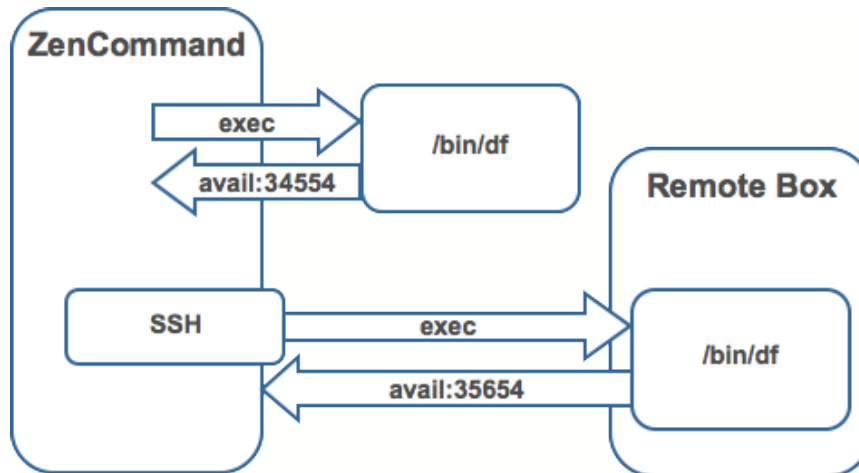 ZenCommand
exec
/bin/df
avail:34554
Remote Box
SSH
exec
/bin/df
avail:35654